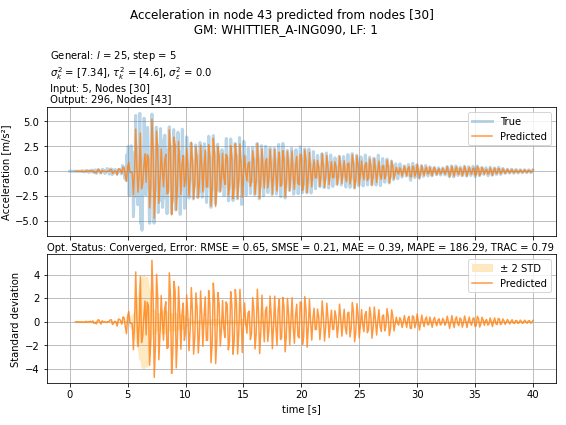 Acceleration in node 43 predicted from nodes [30]
GM: WHITTIER_A-ING090, LF: 1
General: l = 25, step = 5
σ²ₖ = [7.34], τ²ₖ = [4.6], σ²ₜ = 0.0
Input: 5, Nodes [30]
Output: 296, Nodes [43]
Acceleration [m/s²]
5.0
2.5
0.0
−2.5
−5.0
True
Predicted
Opt. Status: Converged, Error: RMSE = 0.65, SMSE = 0.21, MAE = 0.39, MAPE = 186.29, TRAC = 0.79
Standard deviation
4
2
0
−2
−4
± 2 STD
Predicted
0 5 10 15 20 25 30 35 40
time [s]